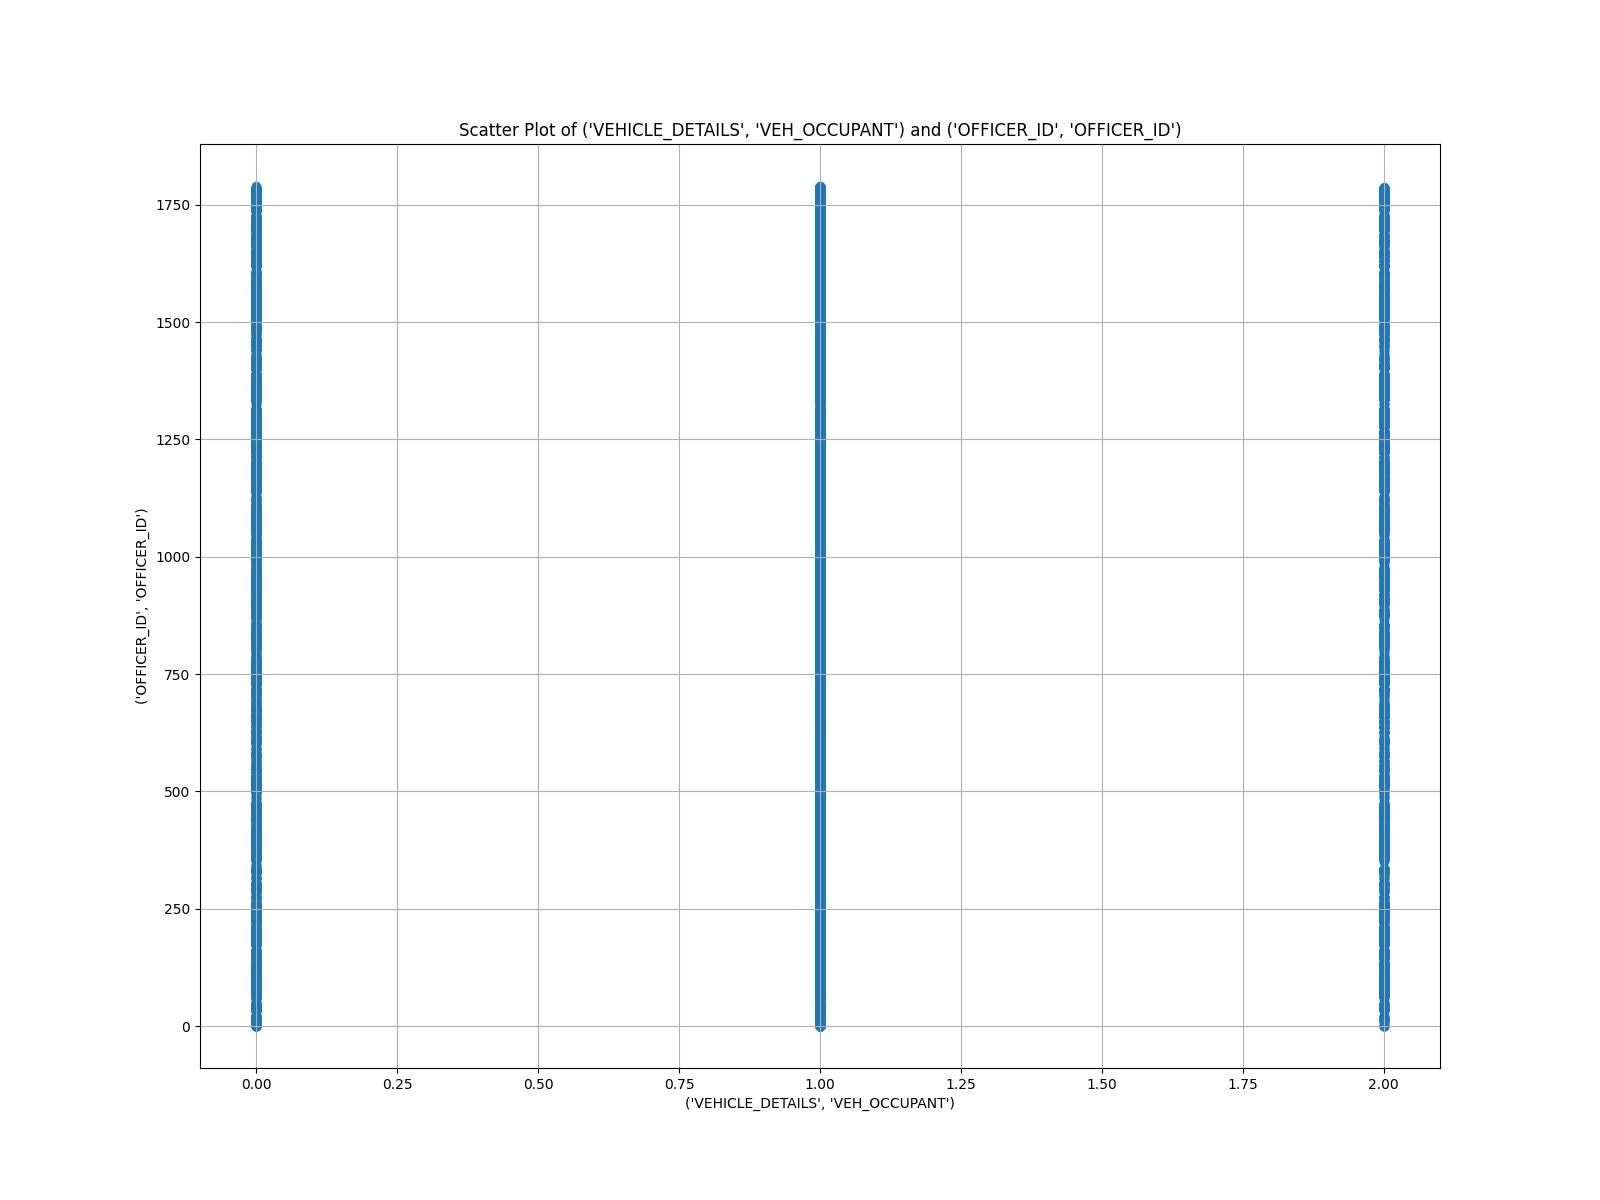 Scatter Plot of ('VEHICLE_DETAILS', 'VEH_OCCUPANT') and ('OFFICER_ID', 'OFFICER_ID')
('OFFICER_ID', 'OFFICER_ID')
1750
1500
1250
1000
750
500
250
0
0.00 0.25 0.50 0.75 1.00 1.25 1.50 1.75 2.00
('VEHICLE_DETAILS', 'VEH_OCCUPANT')